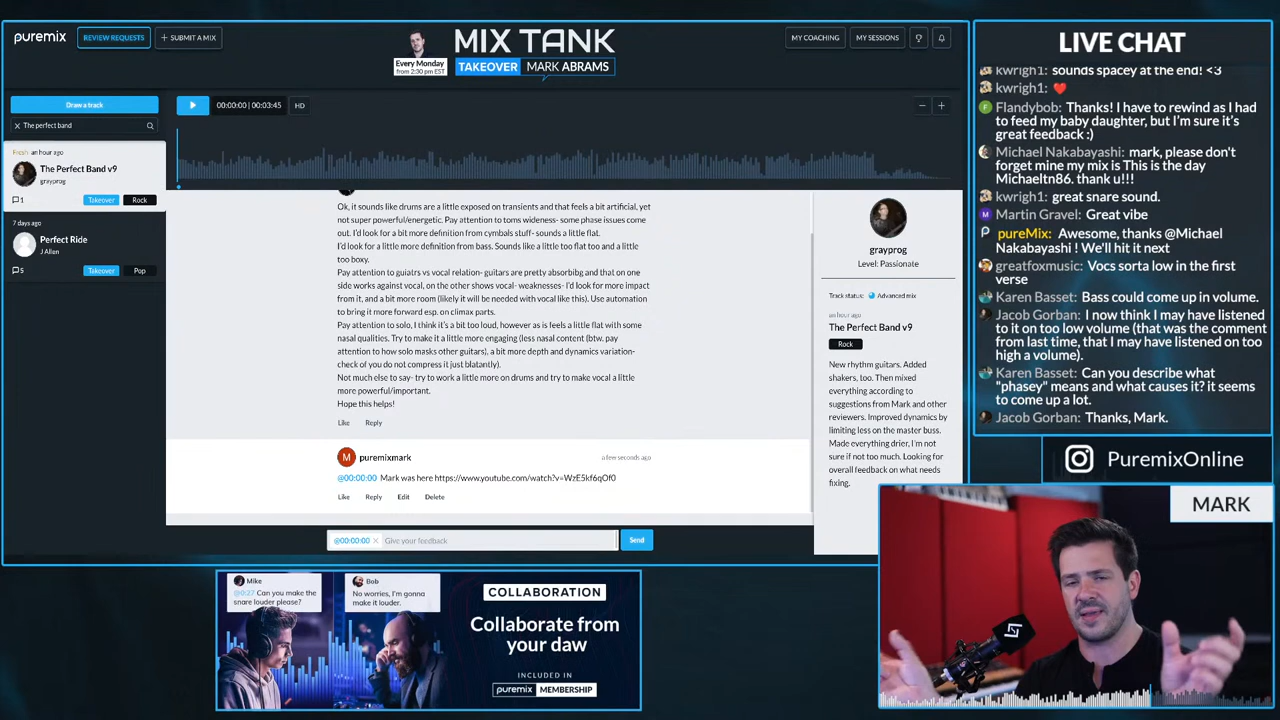 puremix
REVIEW REQUESTS
+ SUBMIT A MIX
Every Monday
from 2:30 pm EST
MIX TANK
TAKEOVER MARK ABRAMS
MY COACHING
MY SESSIONS
Draw a track
The perfect band
Fresh an hour ago
The Perfect Band v9
grayprog
1
Takeover
Rock
7 days ago
Perfect Ride
J Allen
5
Takeover
Pop
00:00:00 | 00:03:45
HD
Ok, it sounds like drums are a little exposed on transients and that feels a bit artificial, yet
not super powerful/energetic. Pay attention to toms wideness- some phase issues come
out. I'd look for a bit more definition from cymbals stuff- sounds a little flat.
I'd look for a little more definition from bass. Sounds like a little too flat too and a little
too boxy.
Pay attention to guiatrs vs vocal relation- guitars are pretty absorbibg and that on one
side works against vocal, on the other shows vocal- weaknesses- I'd look for more impact
from it, and a bit more room (likely it will be needed with vocal like this). Use automation
to bring it more forward esp. on climax parts.
Pay attention to solo, I think it's a bit too loud, however as is feels a little flat with some
nasal qualities. Try to make it a little more engaging (less nasal content (btw. pay
attention to how solo masks other guitars), a bit more depth and dynamics variation-
check of you do not compress it just blatantly).
Not much else to say- try to work a little more on drums and try to make vocal a little
more powerful/important.
Hope this helps!
Like Reply
M
puremixmark
a few seconds ago
@00:00:00 Mark was here https://www.youtube.com/watch?v=WzE5kf6qOf0
Like Reply Edit Delete
@00:00:00 × Give your feedback
Send
grayprog
Level: Passionate
Track status: Advanced mix
an hour ago
The Perfect Band v9
Rock
New rhythm guitars. Added
shakers, too. Then mixed
everything according to
suggestions from Mark and other
reviewers. Improved dynamics by
limiting less on the master buss.
Made everything drier, I'm not
sure if not too much. Looking for
overall feedback on what needs
fixing.
LIVE CHAT
kwrigh1: sounds spacey at the end! <3
kwrigh1: ❤
F
Flandybob: Thanks! I have to rewind as I had
to feed my baby daughter, but I'm sure it's
great feedback :)
Michael Nakabayashi: mark, please don't
forget mine my mix is This is the day
Michaeltn86. thank u!!!
kwrigh1: great snare sound.
M
Martin Gravel: Great vibe
pureMix: Awesome, thanks @Michael
Nakabayashi ! We'll hit it next
greatfoxmusic: Vocs sorta low in the first
verse
Karen Basset: Bass could come up in volume.
Jacob Gorban: I now think I may have listened
to it on too low volume (that was the comment
from last time, that I may have listened on too
high a volume).
Karen Basset: Can you describe what
"phasey" means and what causes it? it seems
to come up a lot.
Jacob Gorban: Thanks, Mark.
PuremixOnline
MARK
Mike
@0:27 Can you make the
snare louder please?
Bob
No worries, I'm gonna
make it louder.
COLLABORATION
Collaborate from
your daw
INCLUDED IN
puremix MEMBERSHIP